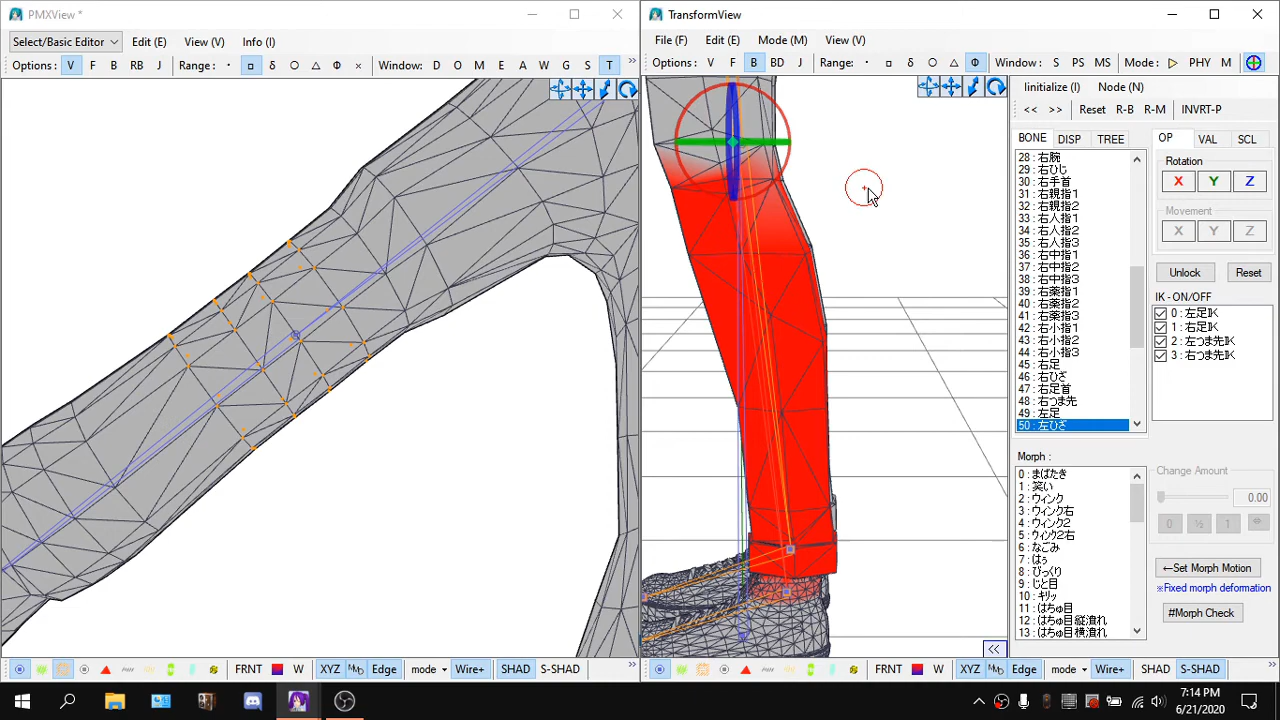 PMXView *
Select/Basic Editor Edit (E) View (V) Info (I)
Options: V F B RB J Range: Window: D O M E A W G S T
TransformView
File (F) Edit (E) Mode (M) View (V)
Options: V F B BD J Range: Φ Window: S PS MS Mode: PHY M
Initialize (I) Node (N)
<< >> Reset R-B R-M INVRT-P
BONE DISP TREE
28 : 右腕
29 : 右ひじ
30 : 右手首
31 : 右親指1
32 : 右親指2
33 : 右人指1
34 : 右人指2
35 : 右人指3
36 : 右中指1
37 : 右中指2
38 : 右中指3
39 : 右薬指1
40 : 右薬指2
41 : 右薬指3
42 : 右小指1
43 : 右小指2
44 : 右小指3
45 : 右足
46 : 右ひざ
47 : 右足首
48 : 右つま先
49 : 左足
50 : 左ひざ
OP VAL SCL
Rotation
X Y Z
Movement
X Y Z
Unlock Reset
IK - ON/OFF
0 : 左足IK
1 : 右足IK
2 : 左つま先IK
3 : 右つま先IK
Morph :
0 : まばたき
1 : 笑い
2 : ウィンク
3 : ウィンク右
4 : ウィンク2
5 : ウィンク2右
6 : なごみ
7 : はぅ
8 : びっくり
9 : じと目
10 : キリッ
11 : はちゅ目
12 : はちゅ目縦潰れ
13 : はちゅ目横潰れ
Change Amount
0.00
0 ½ 1
←Set Morph Motion
※Fixed morph deformation
#Morph Check
FRNT W XYZ Edge mode Wire+ SHAD S-SHAD
FRNT W XYZ Edge mode Wire+ SHAD S-SHAD
7:14 PM
6/21/2020